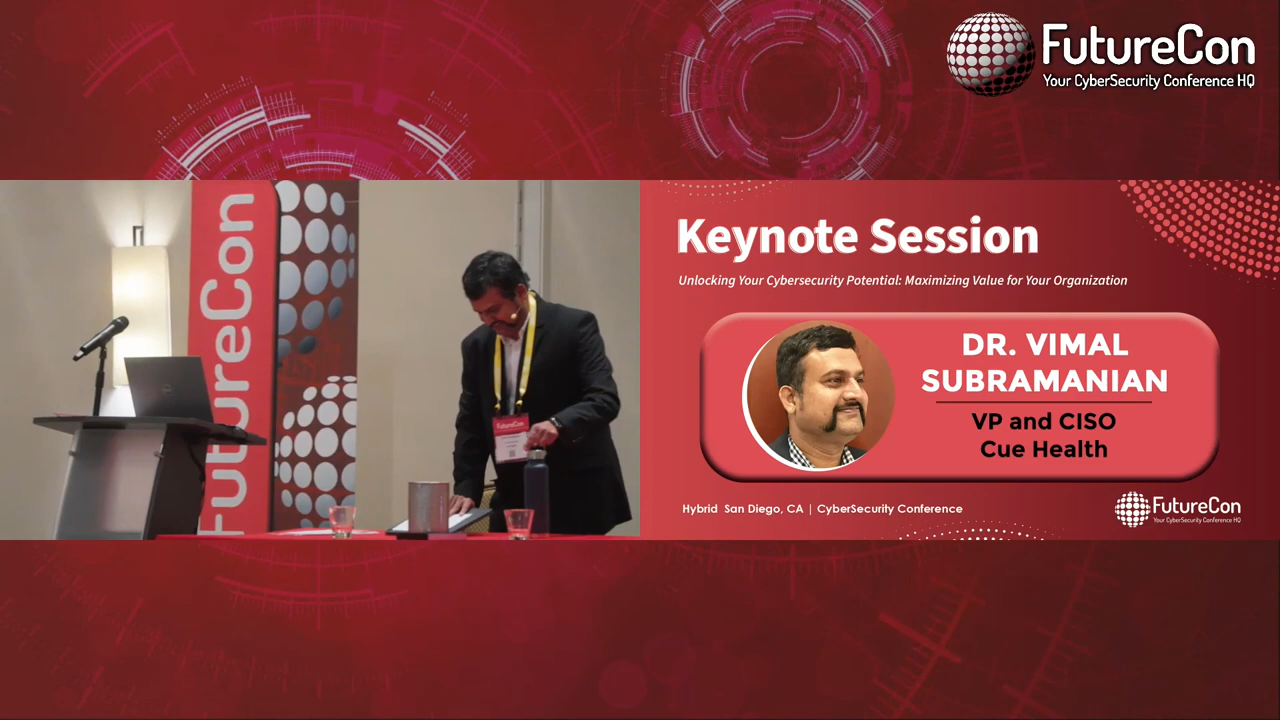 FutureCon
Your CyberSecurity Conference HQ
FutureCon
FutureCon
Keynote Session
Unlocking Your Cybersecurity Potential: Maximizing Value for Your Organization
DR. VIMAL
SUBRAMANIAN
VP and CISO
Cue Health
Hybrid San Diego, CA | CyberSecurity Conference
FutureCon
Your CyberSecurity Conference HQ